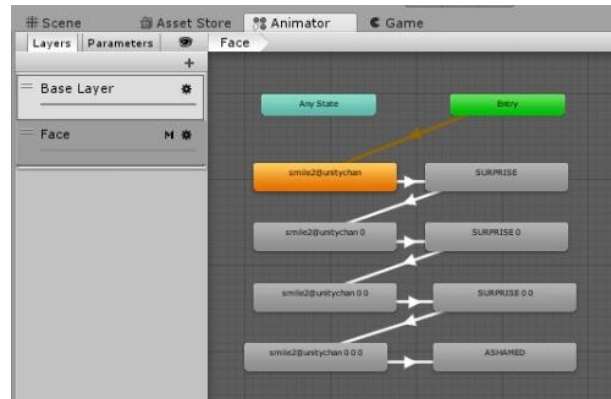 Scene Asset Store Animator Game
Layers Parameters Face
+
Base Layer
Face M
Any State Entry
smile2@unitychan SURPRISE
smile2@unitychan 0 SURPRISE 0
smile2@unitychan 0 0 SURPRISE 0 0
smile2@unitychan 0 0 0 ASHAMED